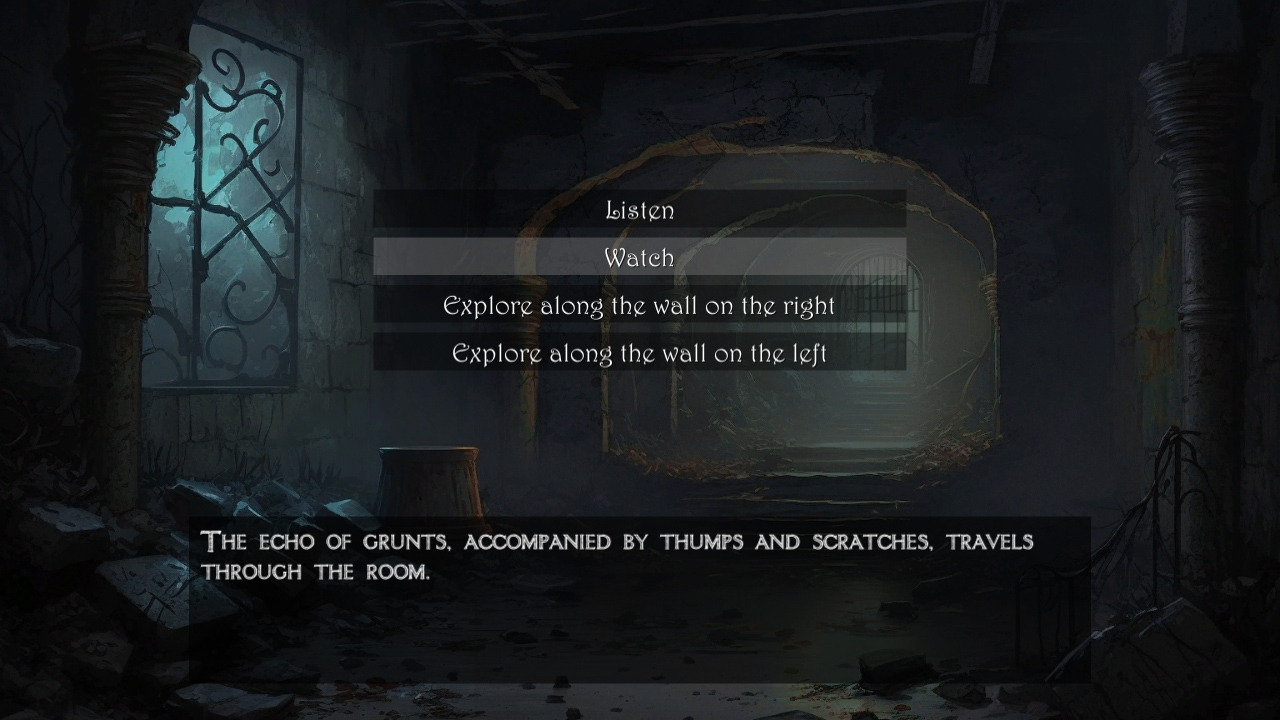 Listen
Watch
Explore along the wall on the right
Explore along the wall on the left
The echo of grunts, accompanied by thumps and scratches, travels
through the room.